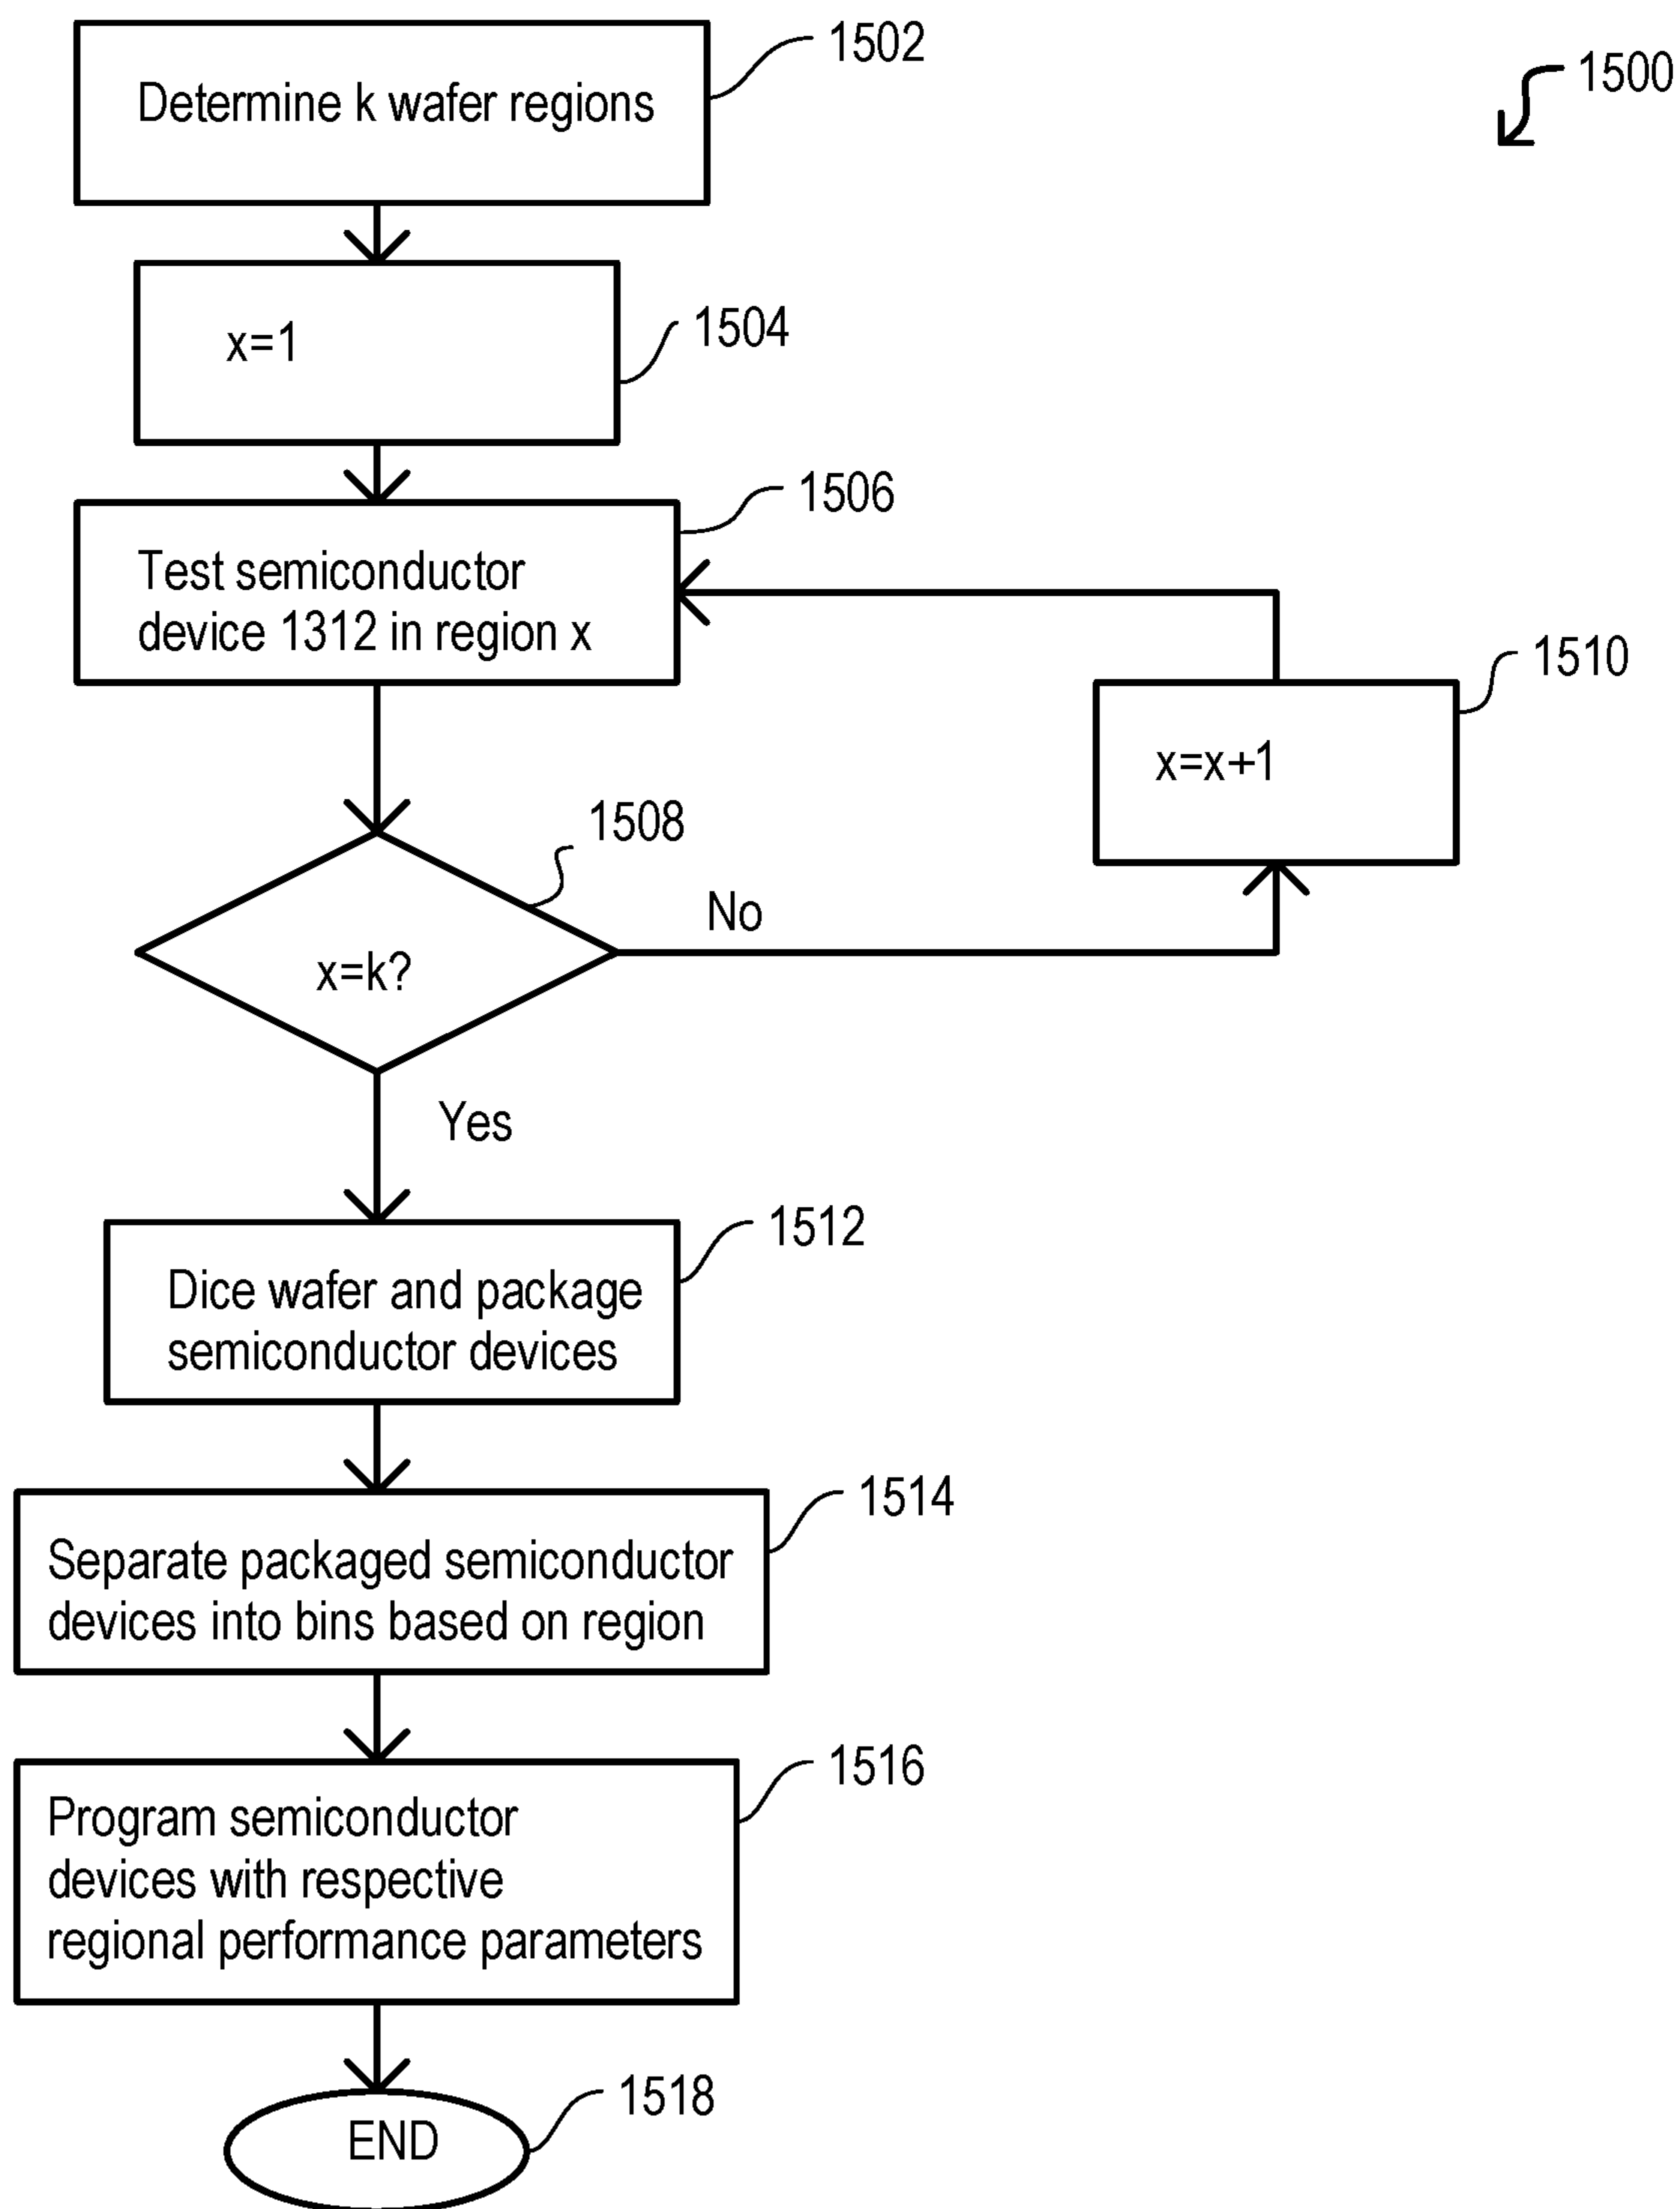 1502
Determine k wafer regions
1500
x=1
1504
1506
Test semiconductor
device 1312 in region x
1510
x=x+1
1508
No
x=k?
Yes
1512
Dice wafer and package
semiconductor devices
1514
Separate packaged semiconductor
devices into bins based on region
1516
Program semiconductor
devices with respective
regional performance parameters
1518
END